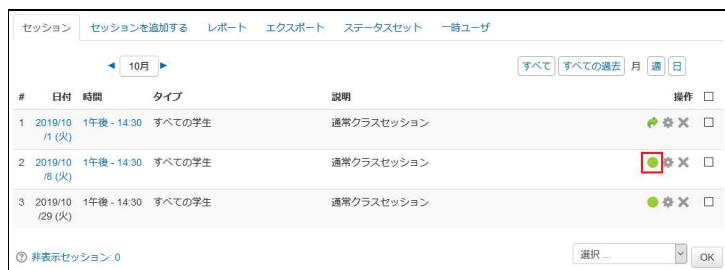 セッション セッションを追加する レポート エクスポート ステータスセット 一時ユーザ
◀ 10月 ▶ すべて すべての過去 月 週 日
# 日付 時間 タイプ 説明 操作
1 2019/10 1午後 - 14:30 すべての学生 通常クラスセッション
/1 (火)
2 2019/10 1午後 - 14:30 すべての学生 通常クラスセッション
/8 (火)
3 2019/10 1午後 - 14:30 すべての学生 通常クラスセッション
/29 (火)
非表示セッション: 0 選択 ... OK